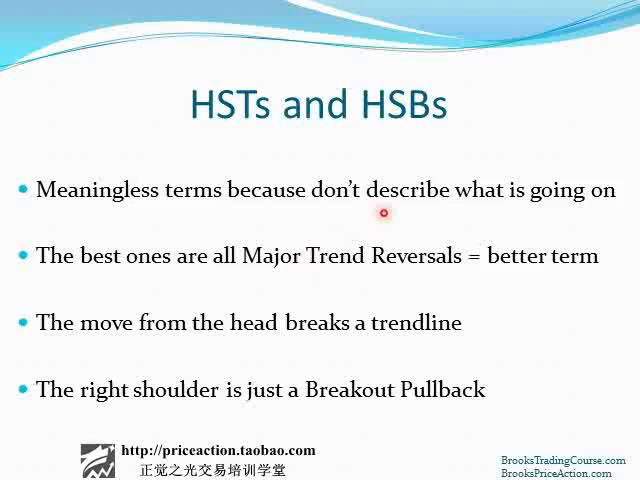 HSTs and HSBs
Meaningless terms because don't describe what is going on
The best ones are all Major Trend Reversals = better term
The move from the head breaks a trendline
The right shoulder is just a Breakout Pullback
http://priceaction.taobao.com
正觉之光交易培训学堂
BrooksTradingCourse.com
BrooksPriceAction.com